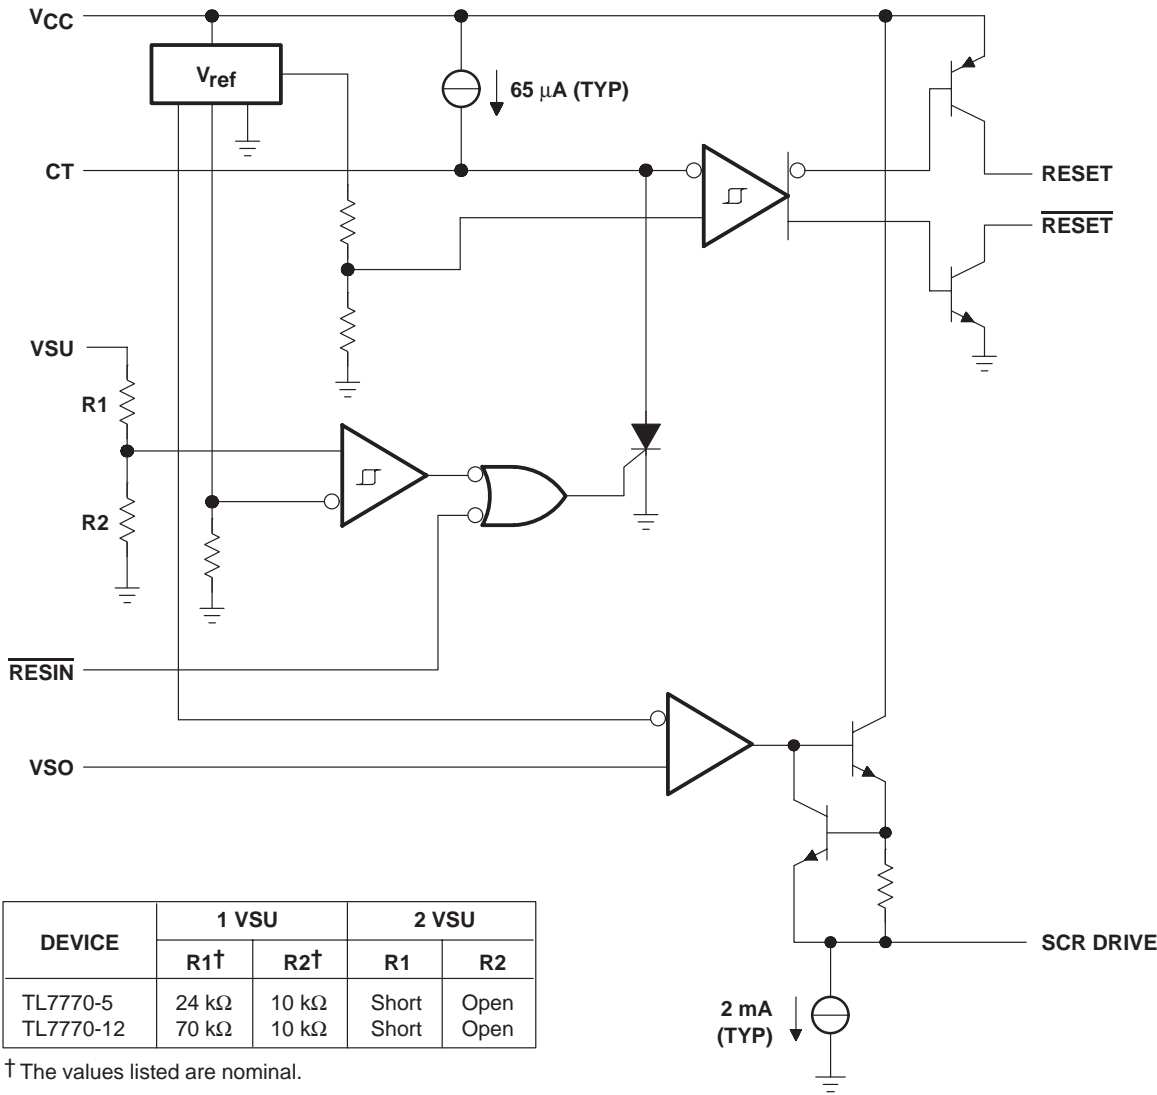 VCC
Vref
65 μA (TYP)
CT
RESET
R̅E̅S̅E̅T̅
VSU
R1
R2
R̅E̅S̅I̅N̅
VSO
DEVICE 1 VSU 2 VSU
R1† R2† R1 R2
TL7770-5 24 kΩ 10 kΩ Short Open
TL7770-12 70 kΩ 10 kΩ Short Open
† The values listed are nominal.
SCR DRIVE
2 mA
(TYP)